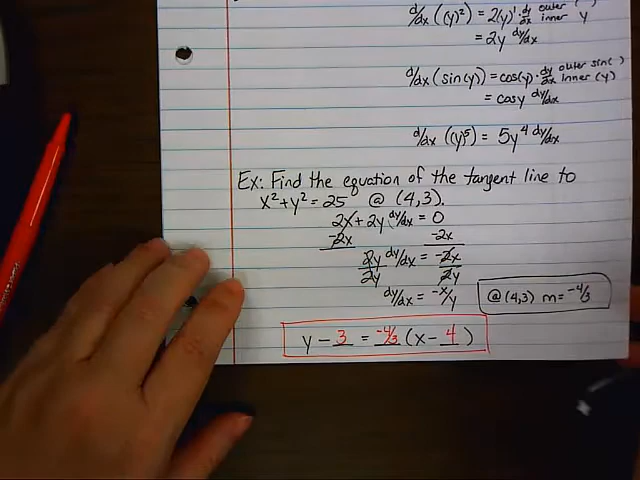 d/dx (y)² = 2(y)¹ · dy/dx outer ( )
inner y
= 2y dy/dx
d/dx (sin(y)) = cos(y) · dy/dx outer sin( )
inner (y)
= cosy dy/dx
d/dx (y⁵) = 5y⁴ dy/dx
Ex: Find the equation of the tangent line to
x² + y² = 25 @ (4,3).
2x + 2y dy/dx = 0
-2x -2x
2y dy/dx = -2x
2y 2y
dy/dx = -x/y
@ (4,3) m = -4/3
y - 3 = -4/3 (x - 4)